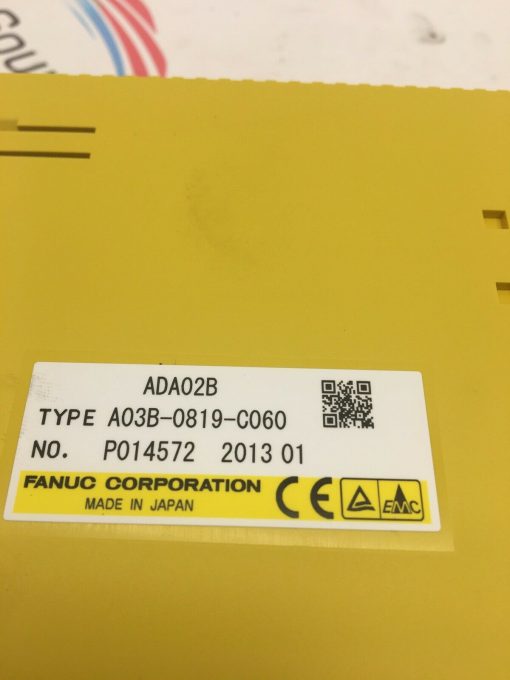 ADA02B
TYPE A03B-0819-C060
NO. P014572 2013 01
FANUC CORPORATION
MADE IN JAPAN
CE
EMC